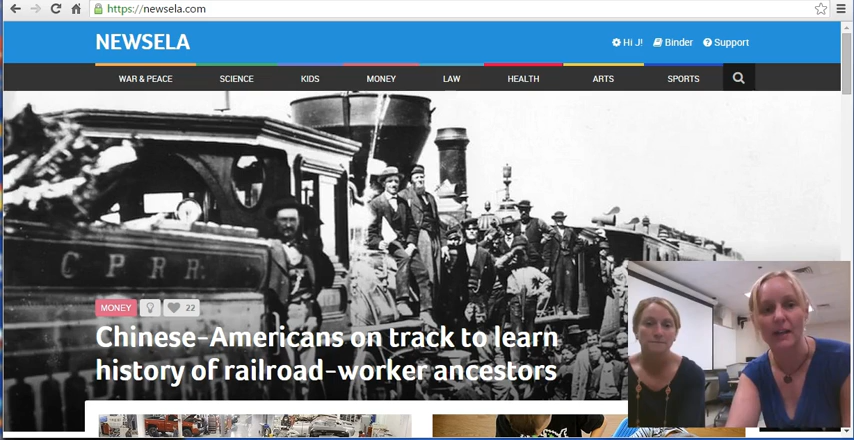 https://newsela.com
NEWSELA
Hi J! Binder Support
WAR & PEACE SCIENCE KIDS MONEY LAW HEALTH ARTS SPORTS
C P R R.
MONEY 22
Chinese-Americans on track to learn
history of railroad-worker ancestors